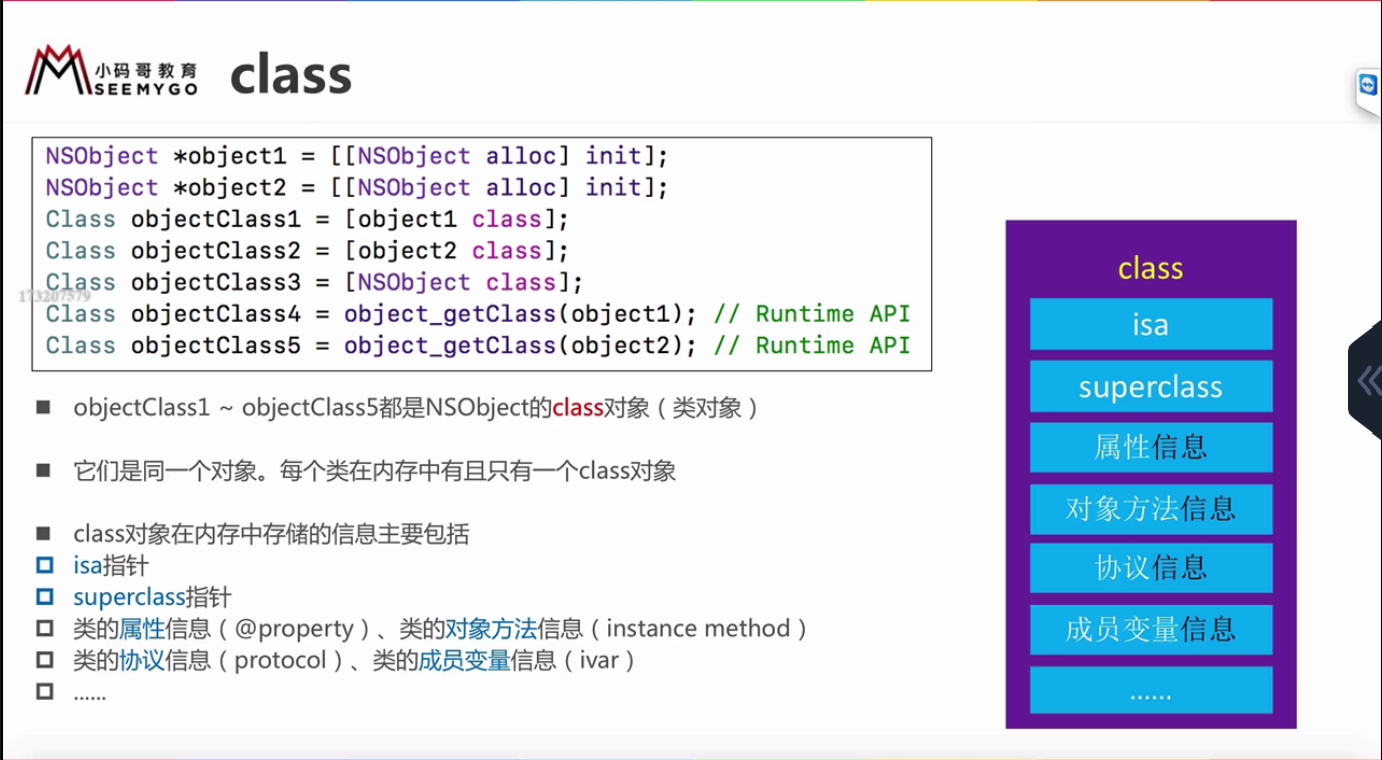 小码哥教育
SEEMYGO
class
NSObject *object1 = [[NSObject alloc] init];
NSObject *object2 = [[NSObject alloc] init];
Class objectClass1 = [object1 class];
Class objectClass2 = [object2 class];
Class objectClass3 = [NSObject class];
173207579
Class objectClass4 = object_getClass(object1); // Runtime API
Class objectClass5 = object_getClass(object2); // Runtime API
objectClass1 ~ objectClass5都是NSObject的class对象（类对象）
它们是同一个对象。每个类在内存中有且只有一个class对象
class对象在内存中存储的信息主要包括
isa指针
superclass指针
类的属性信息（@property）、类的对象方法信息（instance method）
类的协议信息（protocol）、类的成员变量信息（ivar）
......
class
isa
superclass
属性信息
对象方法信息
协议信息
成员变量信息
......